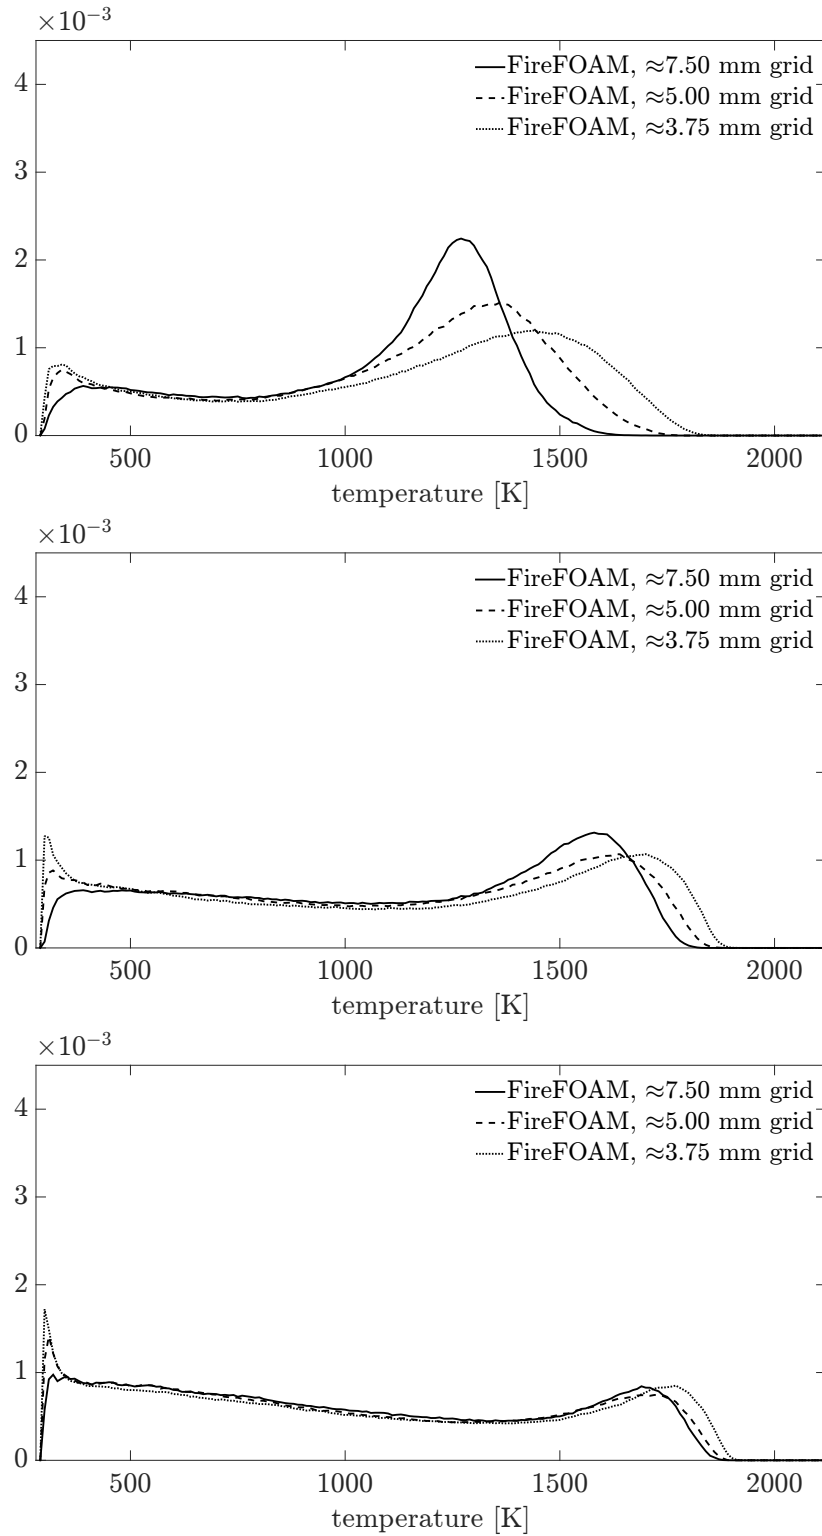 ×10−3
4
3
2
1
0
FireFOAM, ≈7.50 mm grid
FireFOAM, ≈5.00 mm grid
FireFOAM, ≈3.75 mm grid
500 1000 1500 2000
temperature [K]
×10−3
4
3
2
1
0
FireFOAM, ≈7.50 mm grid
FireFOAM, ≈5.00 mm grid
FireFOAM, ≈3.75 mm grid
500 1000 1500 2000
temperature [K]
×10−3
4
3
2
1
0
FireFOAM, ≈7.50 mm grid
FireFOAM, ≈5.00 mm grid
FireFOAM, ≈3.75 mm grid
500 1000 1500 2000
temperature [K]